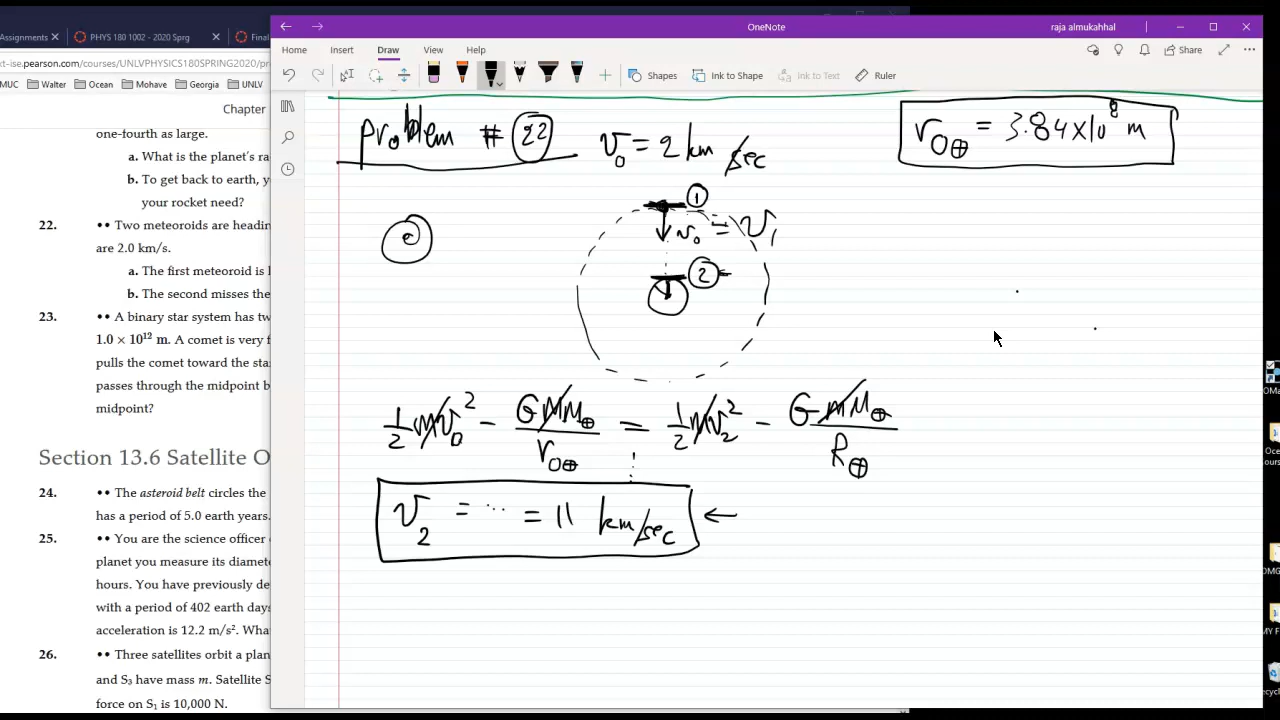 OneNote
raja almukahhal
Assignments
PHYS 180 1002 - 2020 Sprg
Final
xt-ise.pearson.com/courses/UNLVPHYSICS180SPRING2020/pr
MUC Walter Ocean Mohave Georgia UNLV
Home Insert Draw View Help
Share
Shapes Ink to Shape Ink to Text Ruler
Chapter
one-fourth as large.
a. What is the planet's ra
b. To get back to earth, y
your rocket need?
22. •• Two meteoroids are headin
are 2.0 km/s.
a. The first meteoroid is
b. The second misses the
23. •• A binary star system has tw
1.0 × 10¹² m. A comet is very f
pulls the comet toward the sta
passes through the midpoint b
midpoint?
Section 13.6 Satellite O
24. •• The asteroid belt circles the
has a period of 5.0 earth years.
25. •• You are the science officer
planet you measure its diamet
hours. You have previously de
with a period of 402 earth days
acceleration is 12.2 m/s². Wha
26. •• Three satellites orbit a plan
and S₃ have mass m. Satellite S
force on S₁ is 10,000 N.
Problem # 22
v₀ = 2 km/sec
r₀⊕ = 3.84×10⁸ m
①
v₀ = v₁
②
½ m v₀² − GmM⊕/r₀⊕ = ½ m v₂² − GmM⊕/R⊕
v₂ = ... = 11 km/sec ←